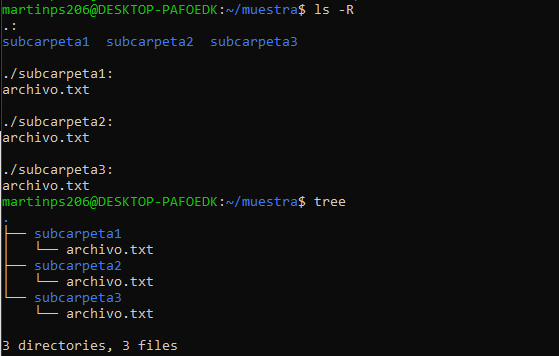 martinps206@DESKTOP-PAFOEDK:~/muestra$ ls -R
.:
subcarpeta1  subcarpeta2  subcarpeta3

./subcarpeta1:
archivo.txt

./subcarpeta2:
archivo.txt

./subcarpeta3:
archivo.txt
martinps206@DESKTOP-PAFOEDK:~/muestra$ tree
.
├── subcarpeta1
│   └── archivo.txt
├── subcarpeta2
│   └── archivo.txt
└── subcarpeta3
    └── archivo.txt

3 directories, 3 files